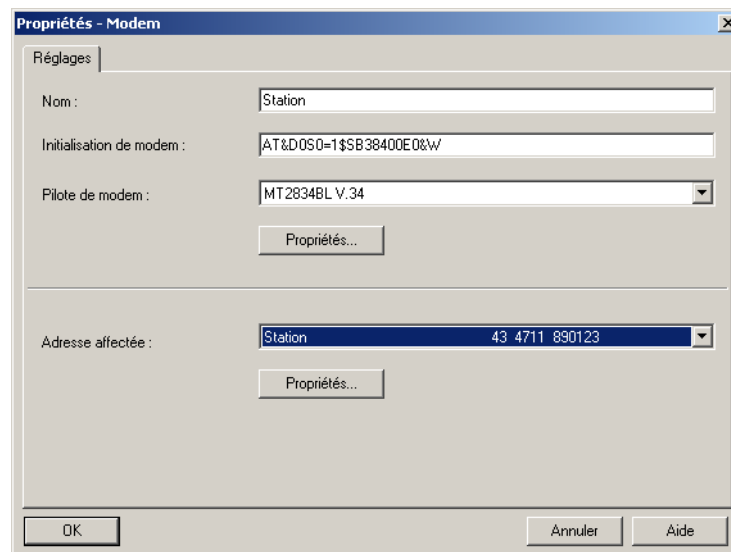 Propriétés - Modem
Réglages
Nom : Station
Initialisation de modem : AT&D0S0=1$SB38400E0&W
Pilote de modem : MT2834BL V.34
Propriétés...
Adresse affectée : Station 43 4711 890123
Propriétés...
OK Annuler Aide